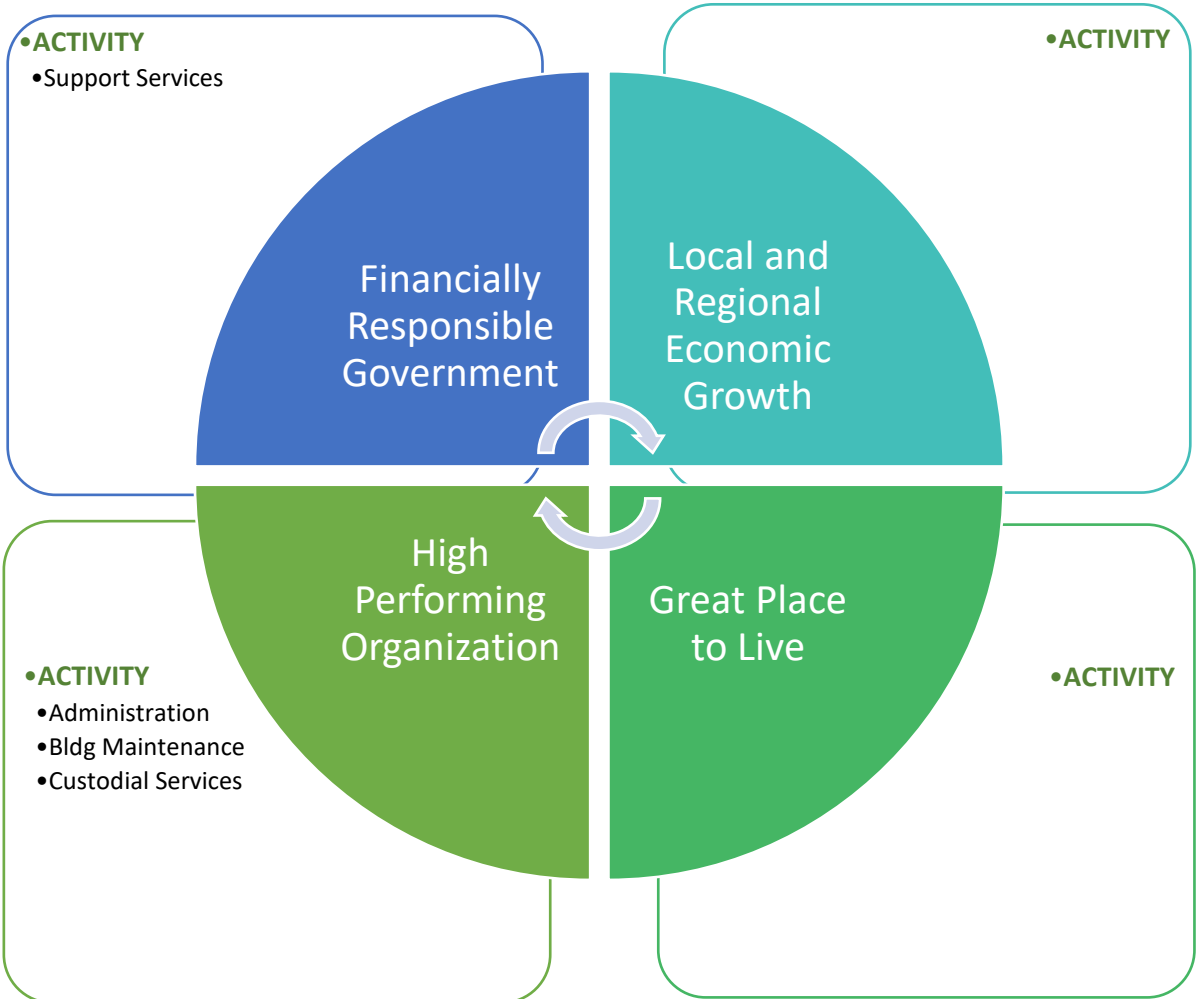 •ACTIVITY
•Support Services
•ACTIVITY
Financially
Responsible
Government
Local and
Regional
Economic
Growth
High
Performing
Organization
Great Place
to Live
•ACTIVITY
•Administration
•Bldg Maintenance
•Custodial Services
•ACTIVITY